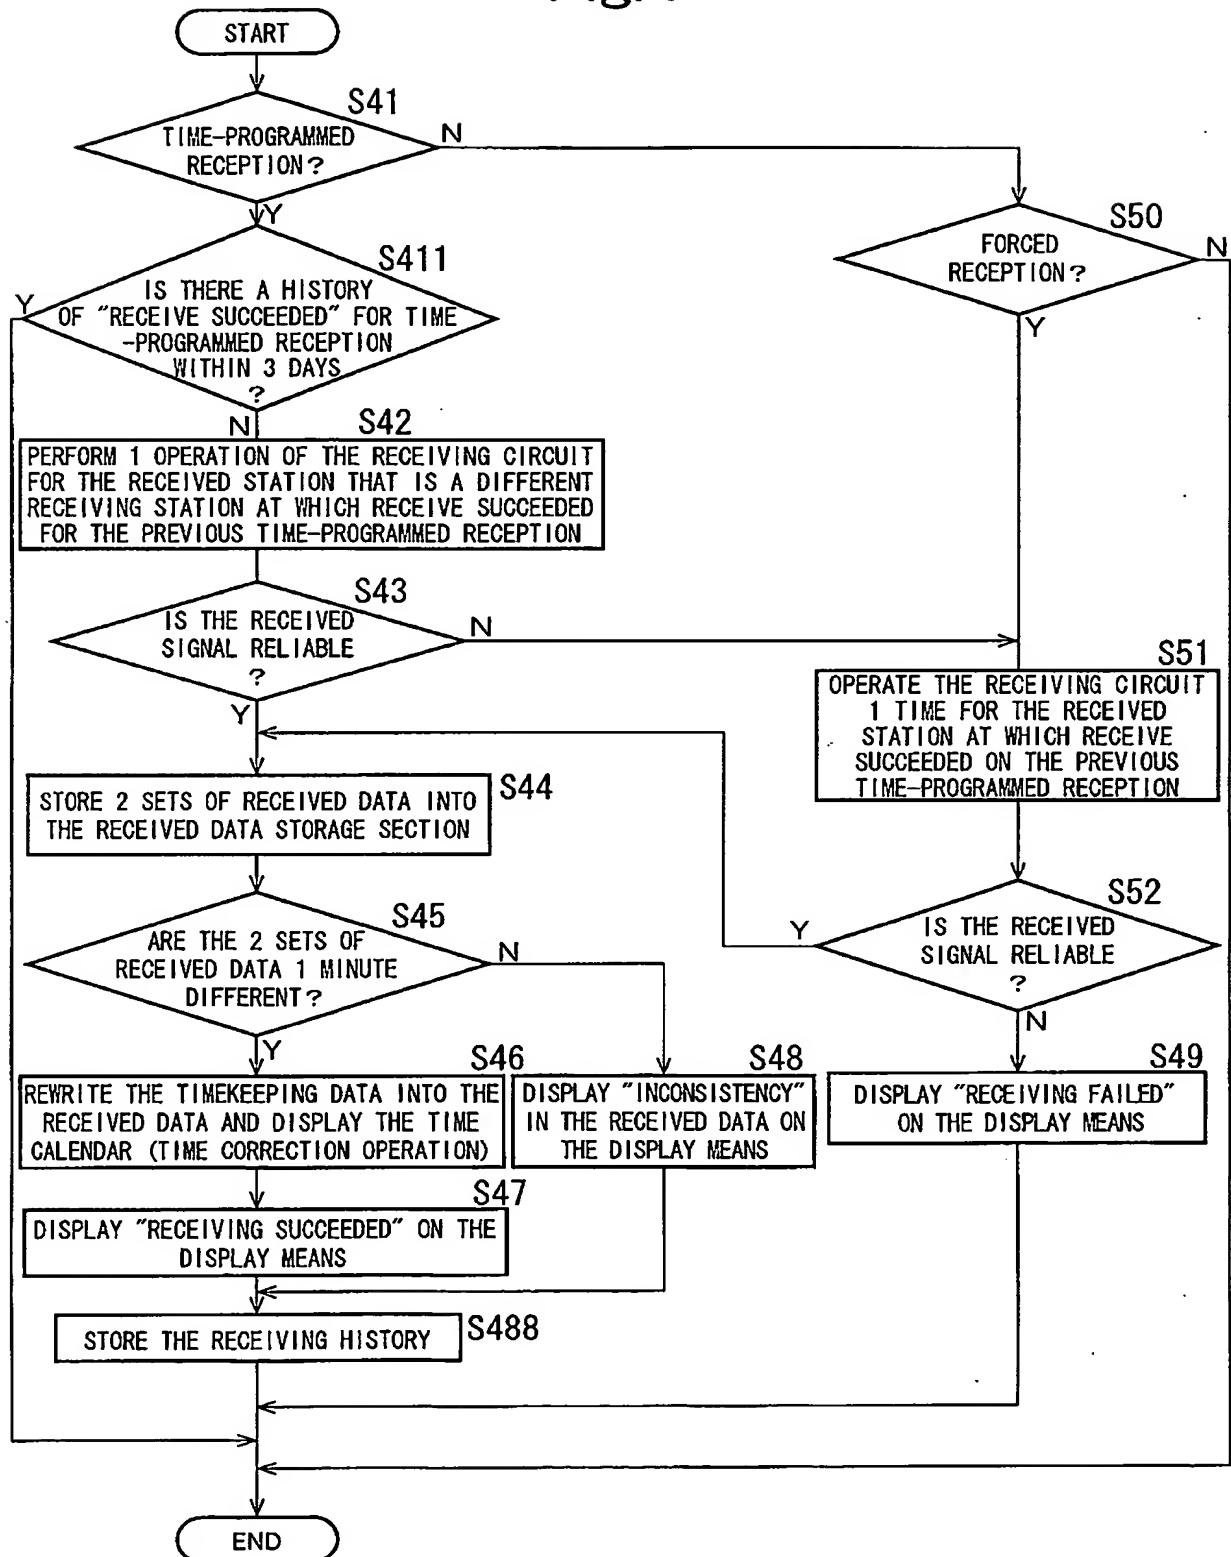 START
S41
TIME-PROGRAMMED
RECEPTION?
N
Y
S50
FORCED
RECEPTION?
N
Y
S411
IS THERE A HISTORY
OF "RECEIVE SUCCEEDED" FOR TIME
-PROGRAMMED RECEPTION
WITHIN 3 DAYS
?
Y
N
S42
PERFORM 1 OPERATION OF THE RECEIVING CIRCUIT
FOR THE RECEIVED STATION THAT IS A DIFFERENT
RECEIVING STATION AT WHICH RECEIVE SUCCEEDED
FOR THE PREVIOUS TIME-PROGRAMMED RECEPTION
S43
IS THE RECEIVED
SIGNAL RELIABLE
?
N
Y
S51
OPERATE THE RECEIVING CIRCUIT
1 TIME FOR THE RECEIVED
STATION AT WHICH RECEIVE
SUCCEEDED ON THE PREVIOUS
TIME-PROGRAMMED RECEPTION
S44
STORE 2 SETS OF RECEIVED DATA INTO
THE RECEIVED DATA STORAGE SECTION
S45
ARE THE 2 SETS OF
RECEIVED DATA 1 MINUTE
DIFFERENT?
N
Y
S52
IS THE RECEIVED
SIGNAL RELIABLE
?
Y
N
S46
REWRITE THE TIMEKEEPING DATA INTO THE
RECEIVED DATA AND DISPLAY THE TIME
CALENDAR (TIME CORRECTION OPERATION)
S48
DISPLAY "INCONSISTENCY"
IN THE RECEIVED DATA ON
THE DISPLAY MEANS
S49
DISPLAY "RECEIVING FAILED"
ON THE DISPLAY MEANS
S47
DISPLAY "RECEIVING SUCCEEDED" ON THE
DISPLAY MEANS
S488
STORE THE RECEIVING HISTORY
END